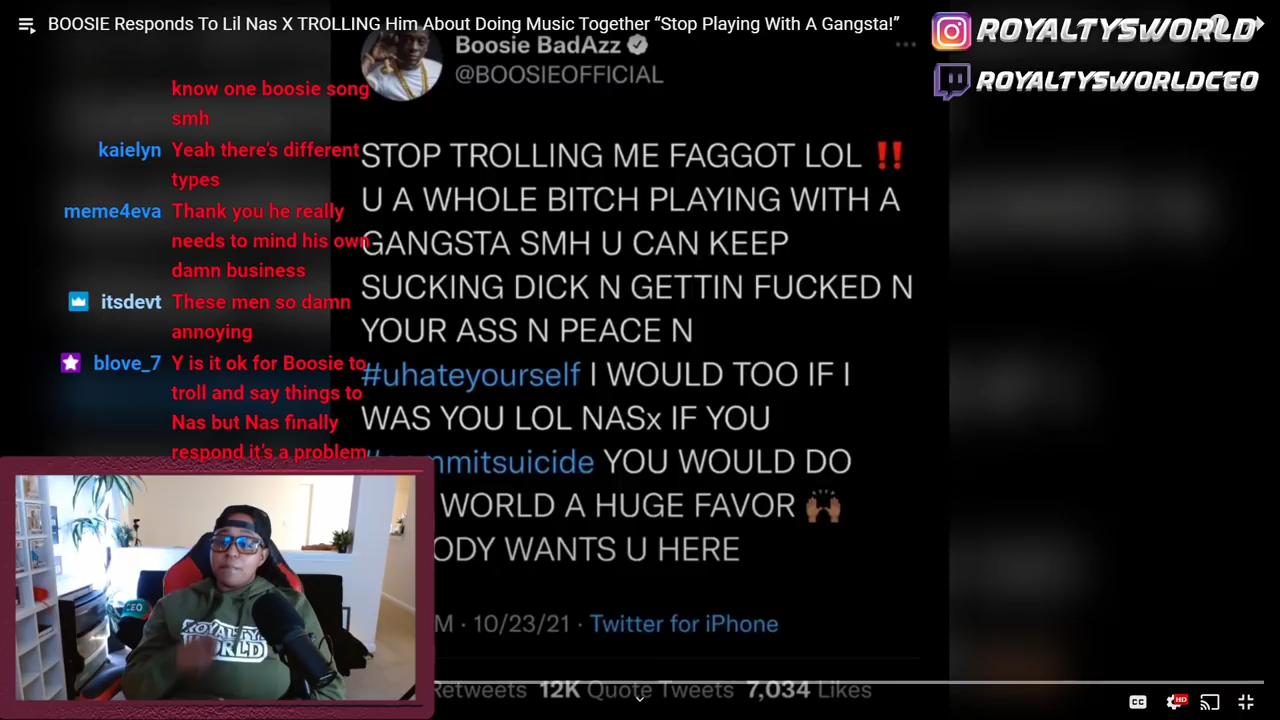 BOOSIE Responds To Lil Nas X TROLLING Him About Doing Music Together “Stop Playing With A Gangsta!”
ROYALTYSWORLD
ROYALTYSWORLDCEO
know one boosie song
smh
kaielyn Yeah there’s different
types
meme4eva Thank you he really
needs to mind his own
damn business
itsdevt These men so damn
annoying
blove_7 Y is it ok for Boosie to
troll and say things to
Nas but Nas finally
respond it’s a problem
Boosie BadAzz
@BOOSIEOFFICIAL
STOP TROLLING ME FAGGOT LOL ‼️
U A WHOLE BITCH PLAYING WITH A
GANGSTA SMH U CAN KEEP
SUCKING DICK N GETTIN FUCKED N
YOUR ASS N PEACE N
#uhateyourself I WOULD TOO IF I
WAS YOU LOL NASx IF YOU
mmitsuicide YOU WOULD DO
WORLD A HUGE FAVOR 🙌🏾
ODY WANTS U HERE
M · 10/23/21 · Twitter for iPhone
Retweets 12K Quote Tweets 7,034 Likes
CEO
ROYALTYS
WORLD
CC
HD